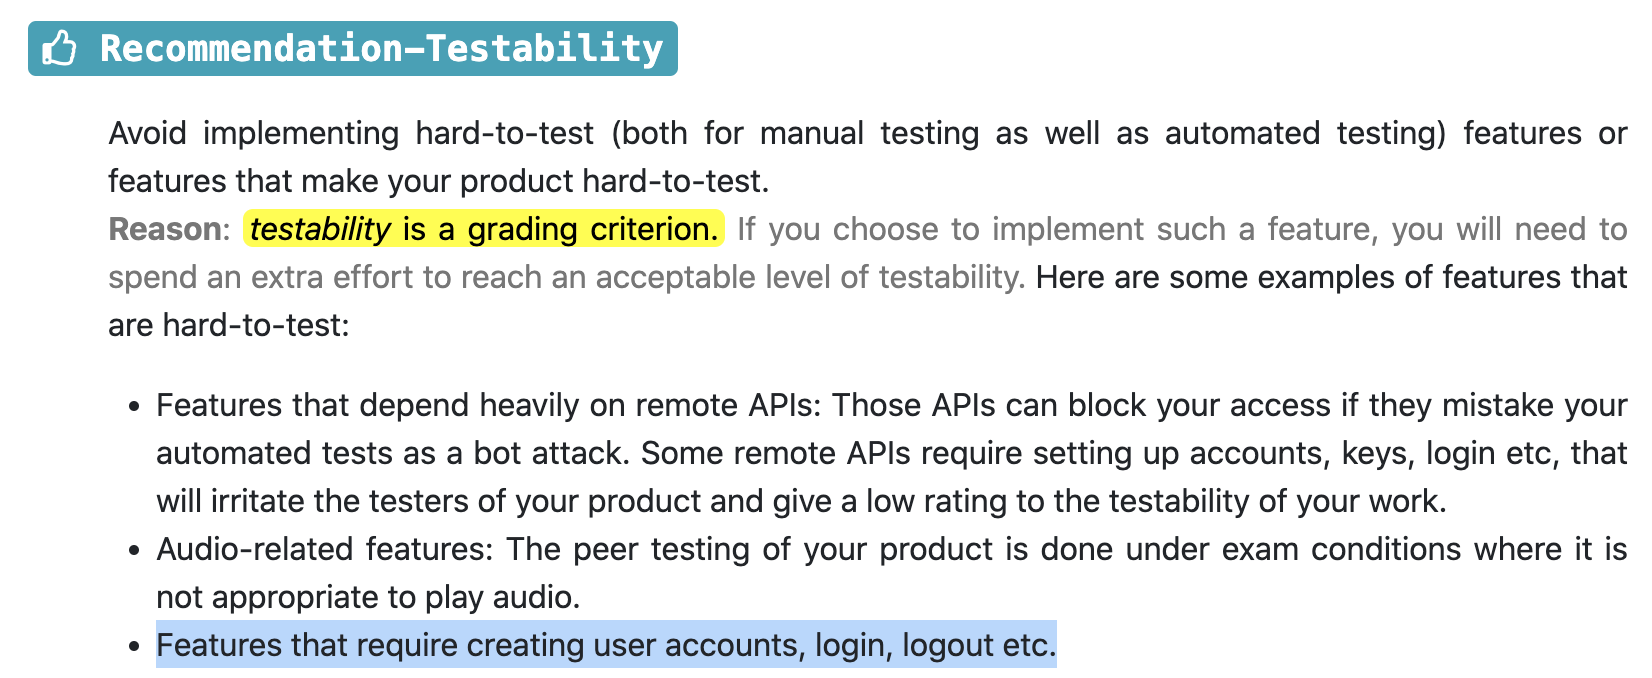 Recommendation–Testability
Avoid implementing hard-to-test (both for manual testing as well as automated testing) features or
features that make your product hard-to-test.
Reason: testability is a grading criterion. If you choose to implement such a feature, you will need to
spend an extra effort to reach an acceptable level of testability. Here are some examples of features that
are hard-to-test:
• Features that depend heavily on remote APIs: Those APIs can block your access if they mistake your
automated tests as a bot attack. Some remote APIs require setting up accounts, keys, login etc, that
will irritate the testers of your product and give a low rating to the testability of your work.
• Audio-related features: The peer testing of your product is done under exam conditions where it is
not appropriate to play audio.
• Features that require creating user accounts, login, logout etc.